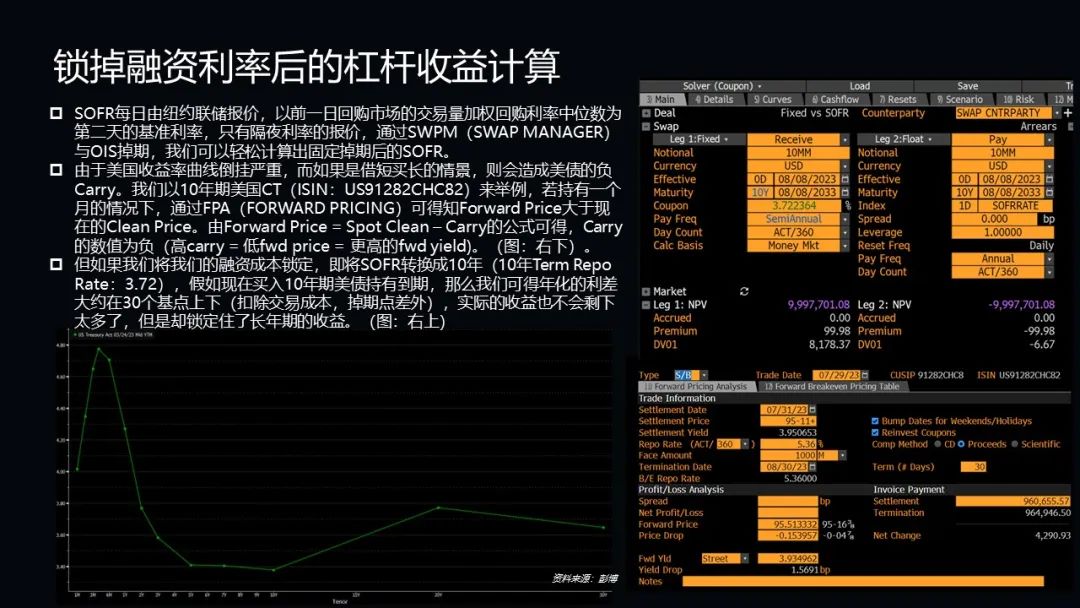 锁掉融资利率后的杠杆收益计算
SOFR每日由纽约联储报价，以前一日回购市场的交易量加权回购利率中位数为
第二天的基准利率，只有隔夜利率的报价，通过SWPM（SWAP MANAGER）
与OIS掉期，我们可以轻松计算出固定掉期后的SOFR。
由于美国收益率曲线倒挂严重，而如果是借短买长的情景，则会造成美债的负
Carry。我们以10年期美国CT（ISIN：US91282CHC82）来举例，若持有一个
月的情况下，通过FPA（FORWARD PRICING）可得知Forward Price大于现
在的Clean Price。由Forward Price = Spot Clean – Carry的公式可得，Carry
的数值为负（高carry = 低fwd price = 更高的fwd yield)。（图：右下）。
但如果我们将我们的融资成本锁定，即将SOFR转换成10年（10年Term Repo
Rate：3.72），假如现在买入10年期美债持有到期，那么我们可得年化的利差
大约在30个基点上下（扣除交易成本，掉期点差外），实际的收益也不会剩下
太多了，但是却锁定住了长年期的收益。（图：右上）
US Treasury Act 03/24/23 Mid YTM
Tenor
资料来源：彭博
Solver (Coupon) Load Save
3) Main 4) Details 5) Curves 6) Cashflow 7) Resets 9) Scenario 10) Risk
Deal Fixed vs SOFR Counterparty SWAP CNTRPARTY
Swap Arrears
Leg 1:Fixed Receive Leg 2:Float Pay
Notional 10MM Notional 10MM
Currency USD Currency USD
Effective 0D 08/08/2023 Effective 0D 08/08/2023
Maturity 10Y 08/08/2033 Maturity 10Y 08/08/2033
Coupon 3.722364 % Index 1D SOFRRATE
Pay Freq SemiAnnual Spread 0.000 bp
Day Count ACT/360 Leverage 1.00000
Calc Basis Money Mkt Reset Freq Daily
Pay Freq Annual
Day Count ACT/360
Market
Leg 1: NPV 9,997,701.08 Leg 2: NPV -9,997,701.08
Accrued 0.00 Accrued 0.00
Premium 99.98 Premium -99.98
DV01 8,178.37 DV01 -6.67
Type S/B Trade Date 07/29/23 CUSIP 91282CHC8 ISIN US91282CHC82
Forward Pricing Analysis Forward Breakeven Pricing Table
Trade Information
Settlement Date 07/31/23
Settlement Price 95-11+ Bump Dates for Weekends/Holidays
Settlement Yield 3.950653 Reinvest Coupons
Repo Rate (ACT/ 360 ) 5.36 % Comp Method CD Proceeds Scientific
Face Amount 1000 M
Termination Date 08/30/23 Term (# Days) 30
B/E Repo Rate 5.36000
Profit/Loss Analysis Invoice Payment
Spread bp Settlement 960,655.57
Net Profit/Loss Termination 964,946.50
Forward Price 95.513332 95-16
Price Drop -0.153957 -0-04 Net Change 4,290.93
Fwd Yld Street 3.934962
Yield Drop 1.5691 bp
Notes